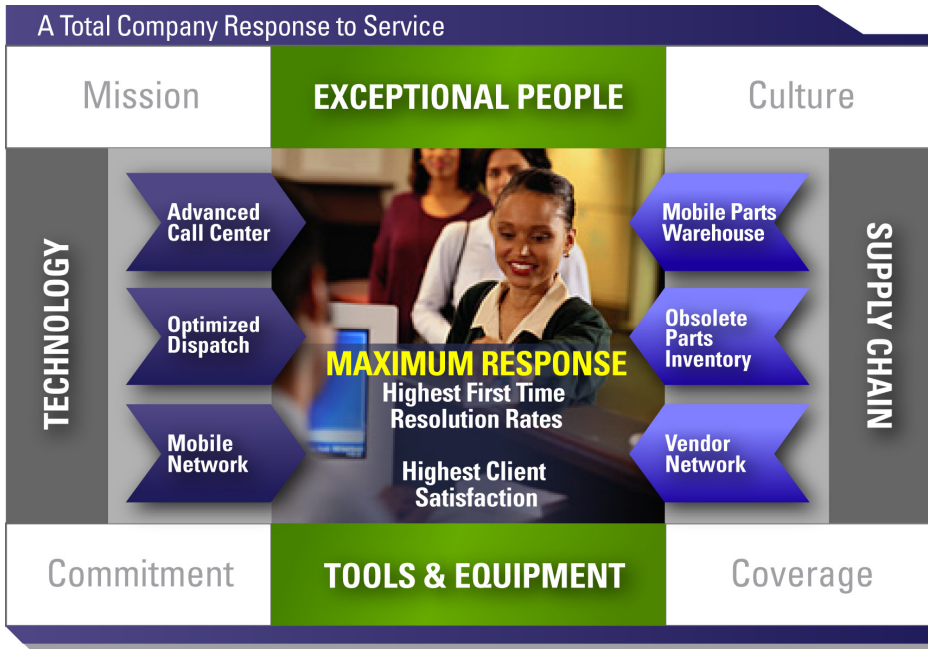 A Total Company Response to Service
Mission
EXCEPTIONAL PEOPLE
Culture
TECHNOLOGY
Advanced
Call Center
Optimized
Dispatch
Mobile
Network
MAXIMUM RESPONSE
Highest First Time
Resolution Rates
Highest Client
Satisfaction
Mobile Parts
Warehouse
Obsolete
Parts
Inventory
Vendor
Network
SUPPLY CHAIN
Commitment
TOOLS & EQUIPMENT
Coverage